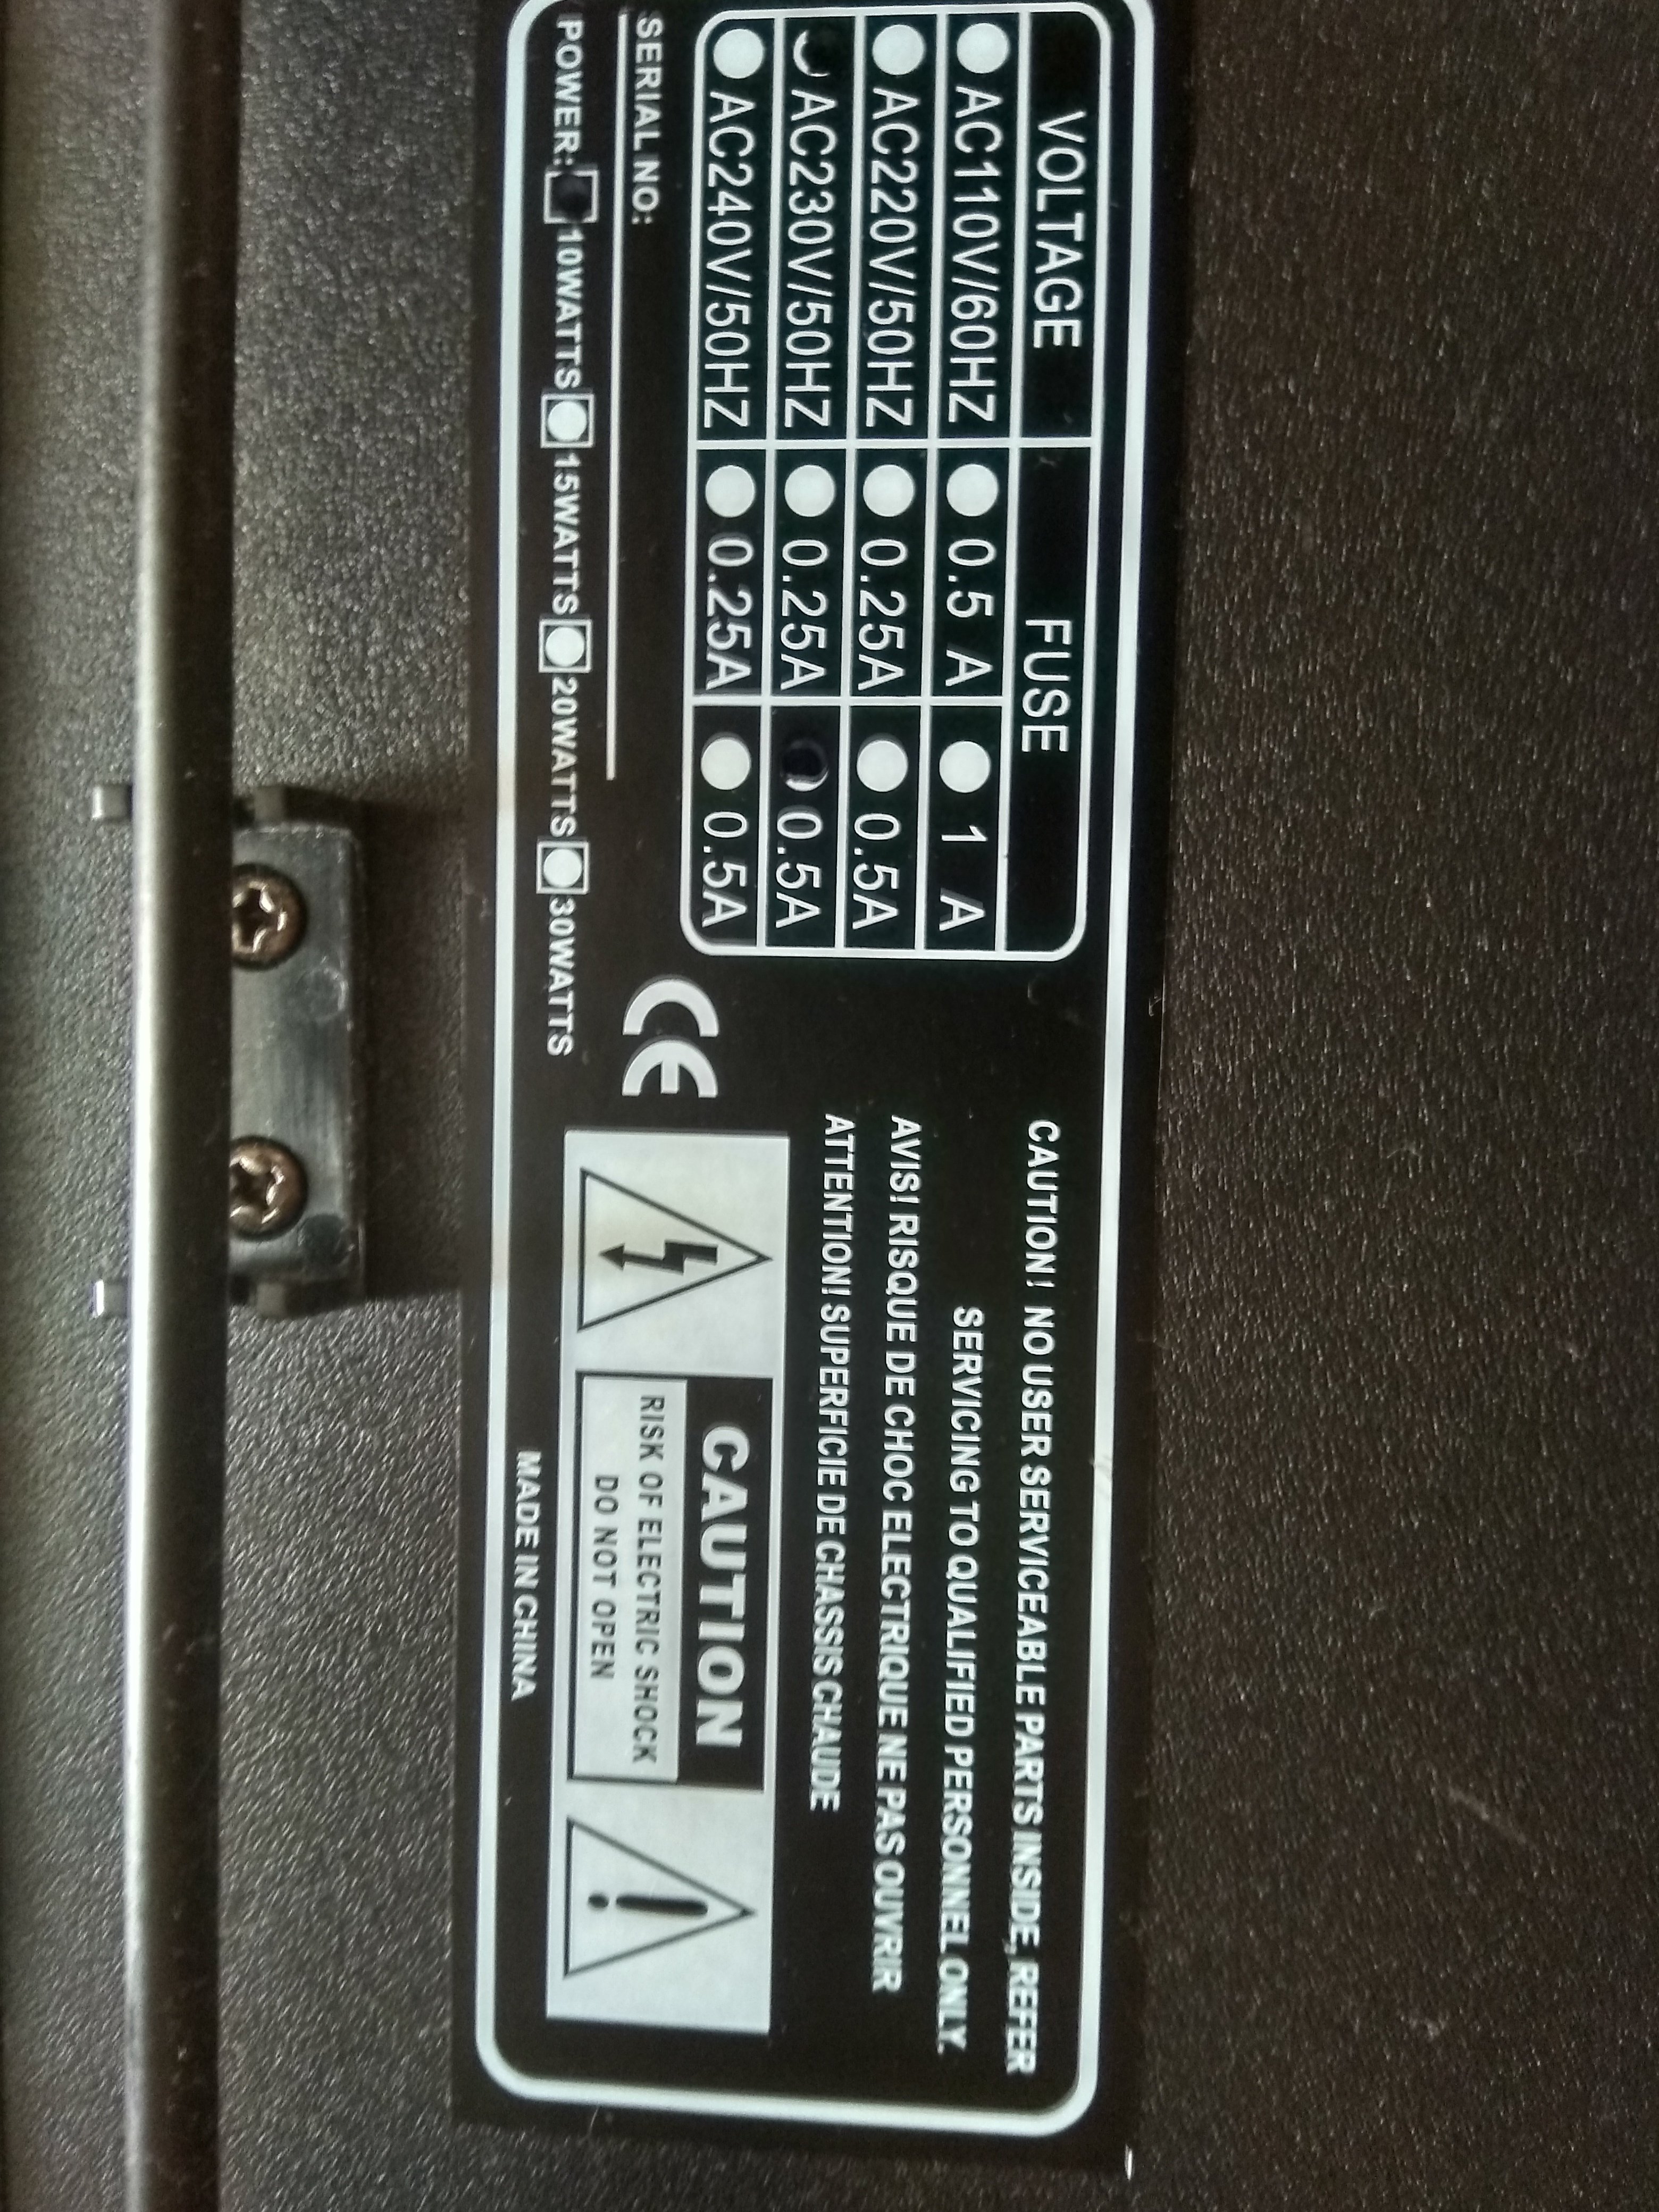 VOLTAGE FUSE
AC110V/60HZ 0.5 A 1 A
AC220V/50HZ 0.25A 0.5A
AC230V/50HZ 0.25A 0.5A
AC240V/50HZ 0.25A 0.5A
SERIAL NO:
POWER: 10WATTS 15WATTS 20WATTS 30WATTS
CE
CAUTION! NO USER SERVICEABLE PARTS INSIDE, REFER
SERVICING TO QUALIFIED PERSONNEL ONLY.
AVIS! RISQUE DE CHOC ELECTRIQUE NE PAS OUVRIR
ATTENTION! SUPERFICIE DE CHASSIS CHAUDE
CAUTION
RISK OF ELECTRIC SHOCK
DO NOT OPEN
MADE IN CHINA